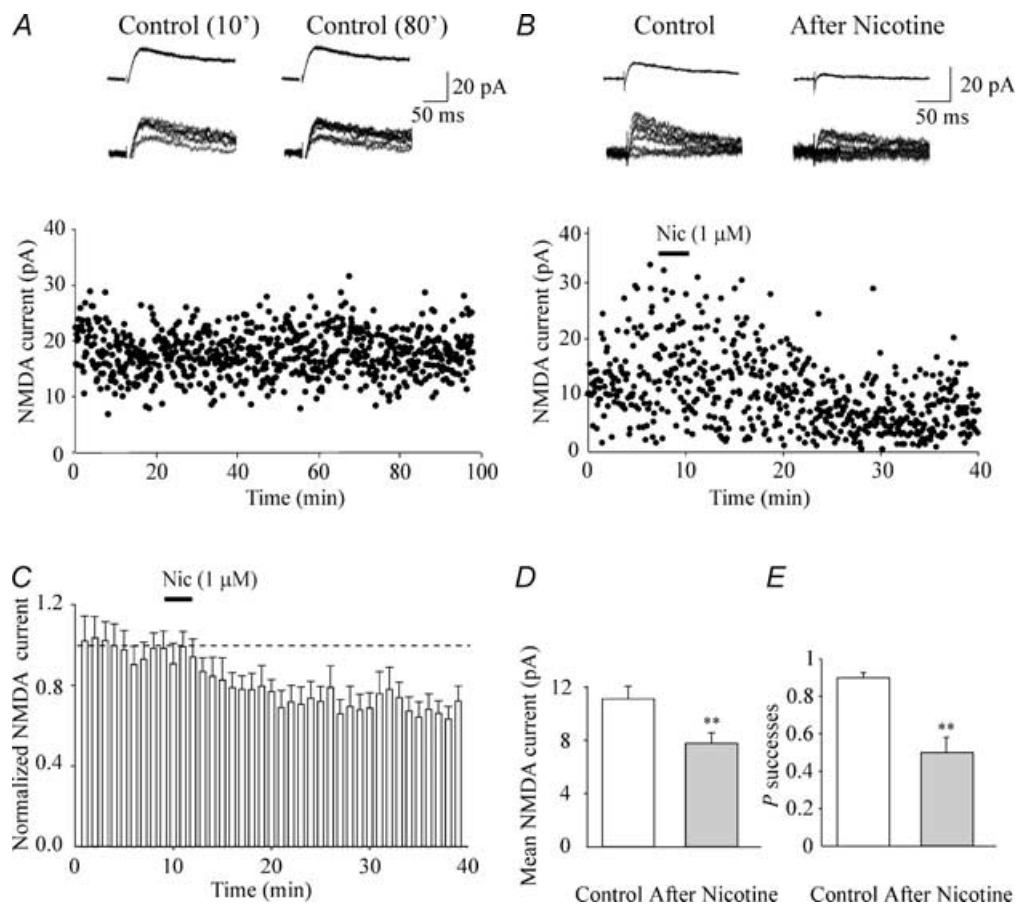 A
Control (10')
Control (80')
20 pA
50 ms
NMDA current (pA)
40
30
20
10
0
0 20 40 60 80 100
Time (min)
B
Control
After Nicotine
20 pA
50 ms
NMDA current (pA)
Nic (1 µM)
40
30
20
10
0
0 10 20 30 40
Time (min)
C
Nic (1 µM)
Normalized NMDA current
1.2
0.8
0.4
0.0
0 10 20 30 40
Time (min)
D
Mean NMDA current (pA)
12
8
4
0
**
Control After Nicotine
E
P successes
1
0.8
0.6
0.4
0.2
0
**
Control After Nicotine